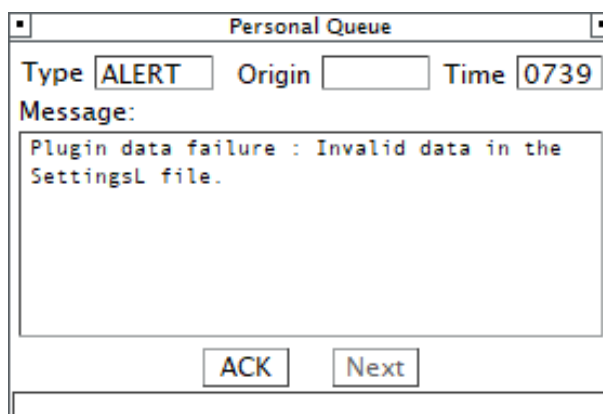 Personal Queue
Type ALERT Origin Time 0739
Message:
Plugin data failure : Invalid data in the
SettingsL file.
ACK Next